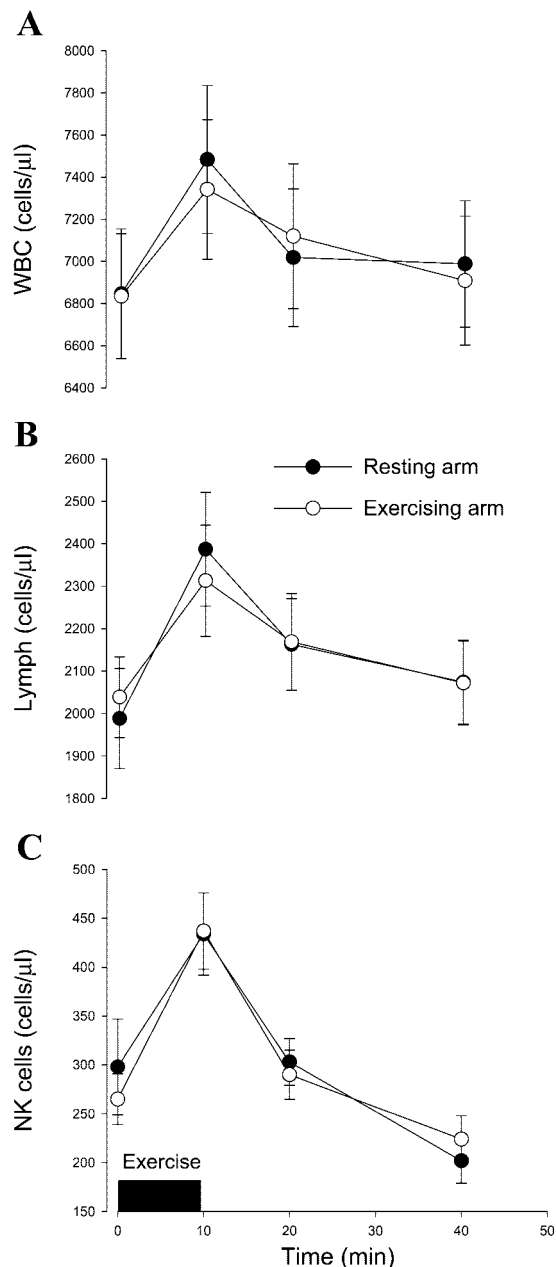 A
8000
7800
7600
7400
7200
7000
6800
6600
6400
WBC (cells/μl)
B
2600
2500
2400
2300
2200
2100
2000
1900
1800
Lymph (cells/μl)
Resting arm
Exercising arm
C
500
450
400
350
300
250
200
150
NK cells (cells/μl)
Exercise
0 10 20 30 40 50
Time (min)